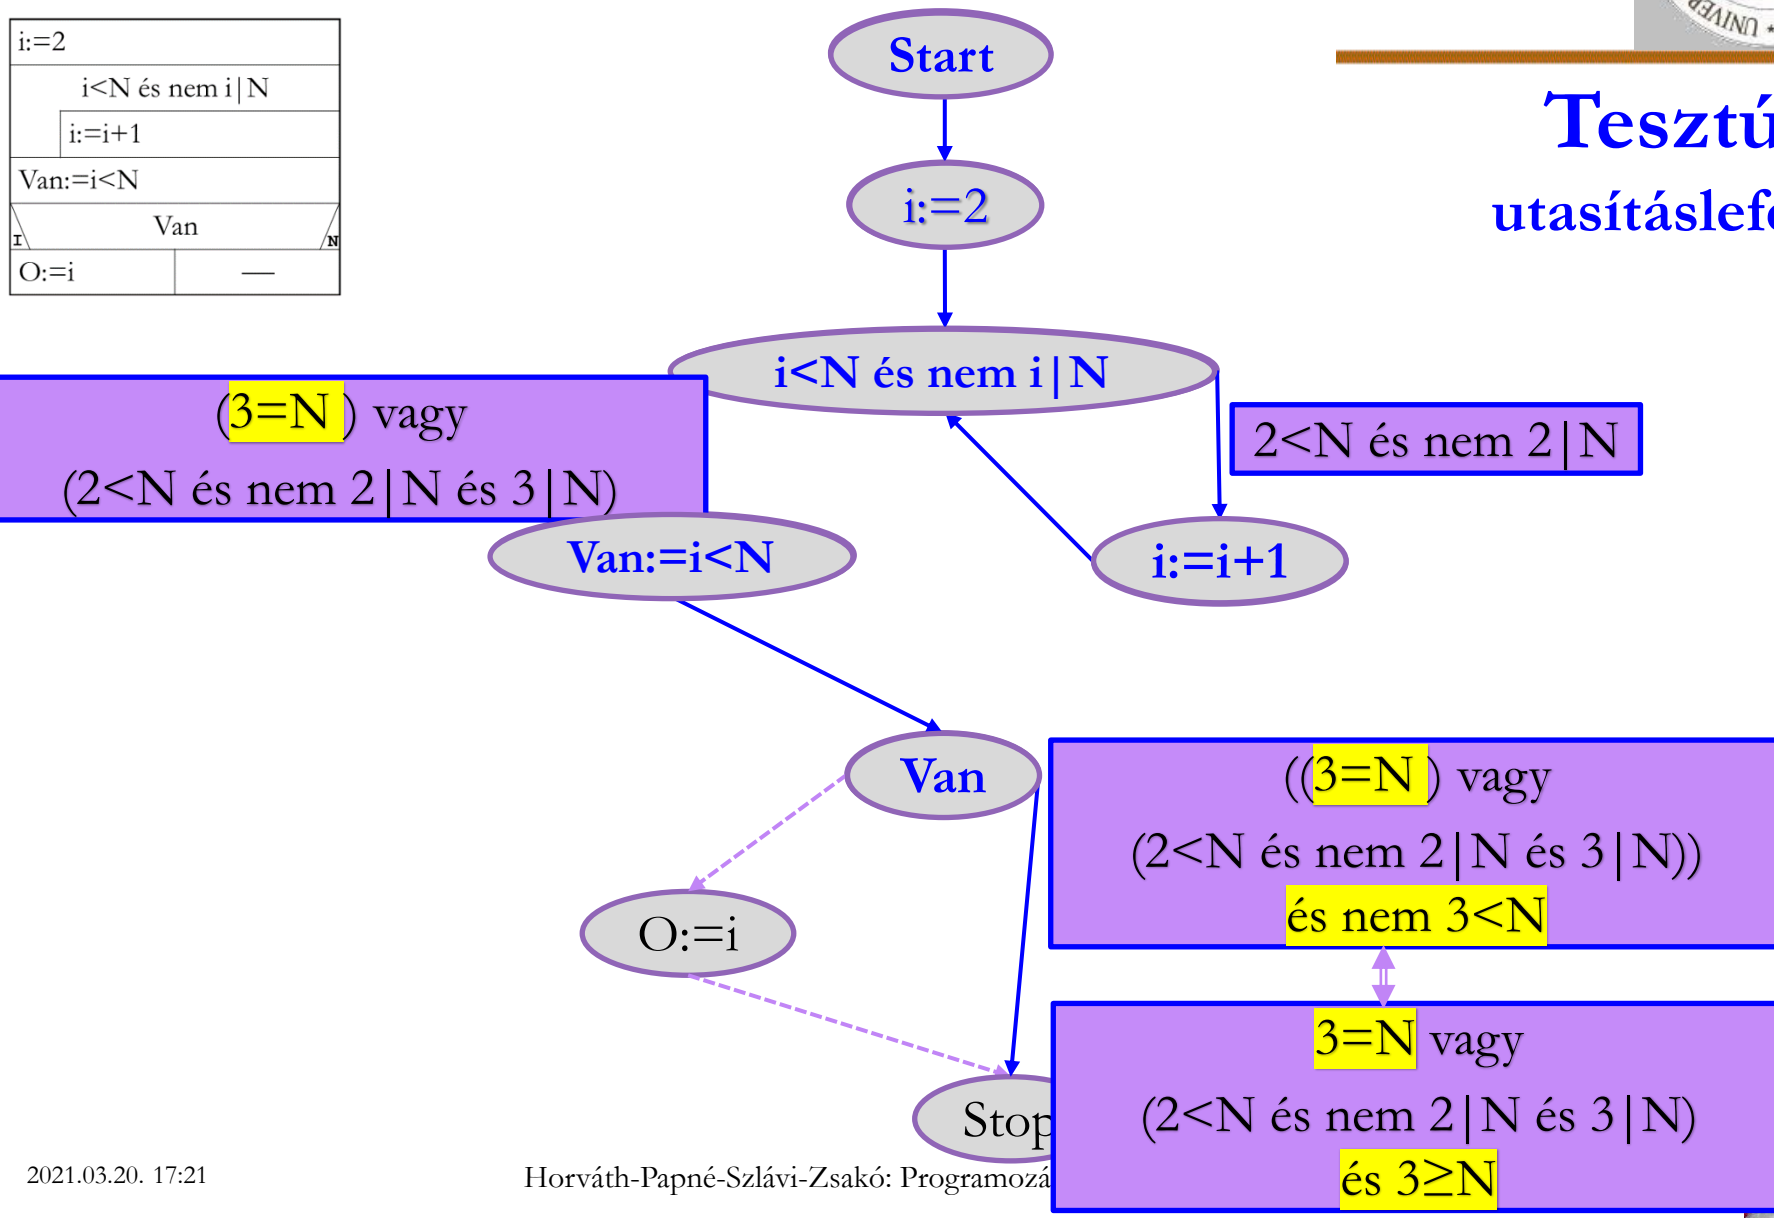 i:=2
i<N és nem i|N
i:=i+1
Van:=i<N
Van
I
N
O:=i
—
Start
i:=2
i<N és nem i|N
(3=N ) vagy
(2<N és nem 2|N és 3|N)
2<N és nem 2|N
Van:=i<N
i:=i+1
Van
O:=i
Stop
((3=N ) vagy
(2<N és nem 2|N és 3|N))
és nem 3<N
3=N vagy
(2<N és nem 2|N és 3|N)
és 3≥N
Tesztú
utasításlef
UNIVER
2021.03.20. 17:21
Horváth-Papné-Szlávi-Zsakó: Programozá